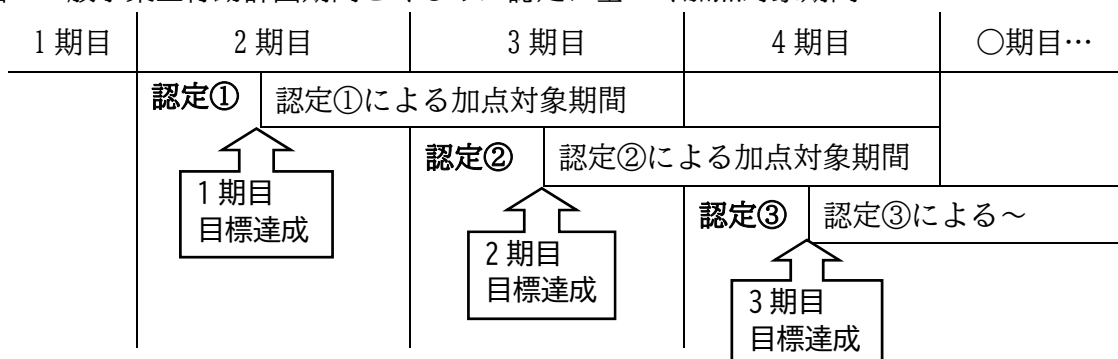 1期目 2期目 3期目 4期目 ○期目…
認定① 認定①による加点対象期間
認定② 認定②による加点対象期間
1期目
目標達成
認定③ 認定③による～
2期目
目標達成
3期目
目標達成